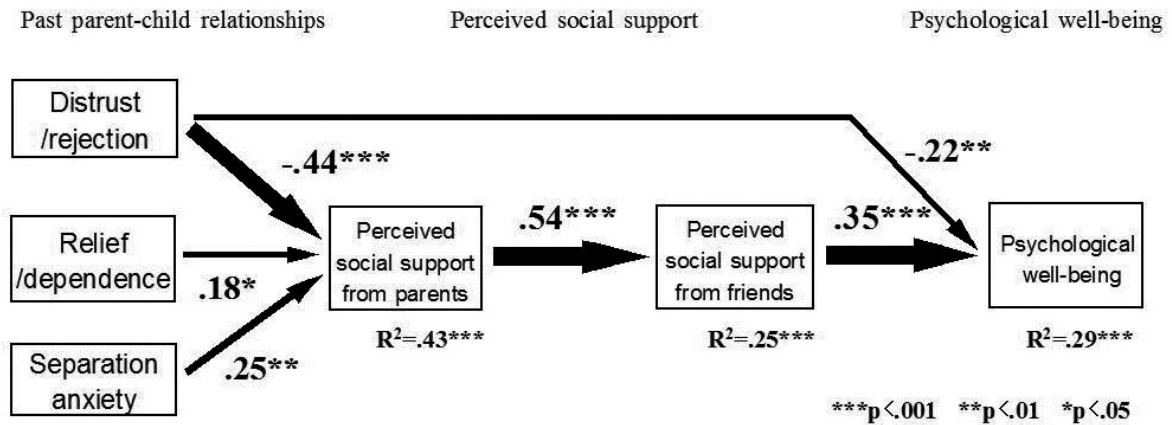 Past parent-child relationships
Perceived social support
Psychological well-being
Distrust
/rejection
-.44***
-.22**
Relief
/dependence
.18*
Perceived
social support
from parents
R²=.43***
.54***
Perceived
social support
from friends
R²=.25***
.35***
Psychological
well-being
R²=.29***
Separation
anxiety
.25**
***p<.001 **p<.01 *p<.05